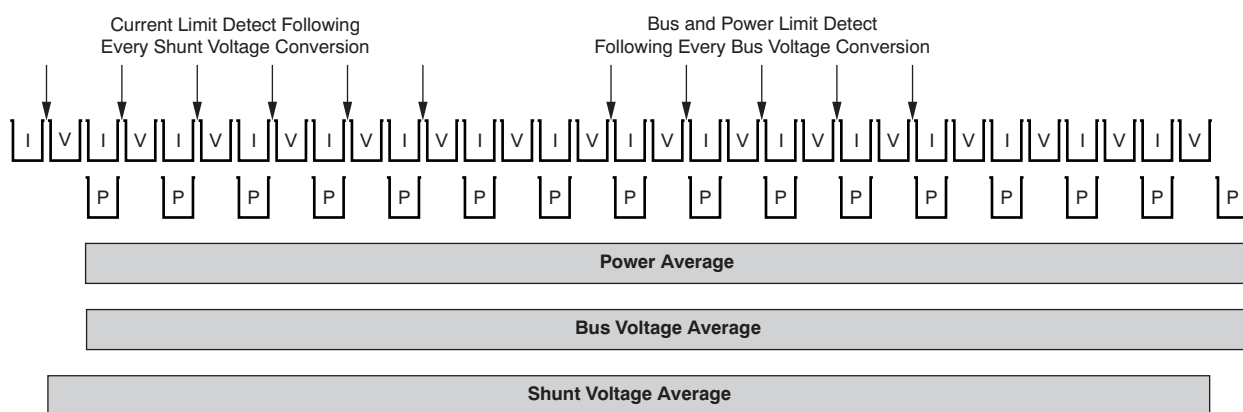 Current Limit Detect Following
Every Shunt Voltage Conversion
Bus and Power Limit Detect
Following Every Bus Voltage Conversion
I V I V I V I V I V I V I V I V I V I V I V I V I V I V I V I V
P P P P P P P P P P P P P P P P
Power Average
Bus Voltage Average
Shunt Voltage Average